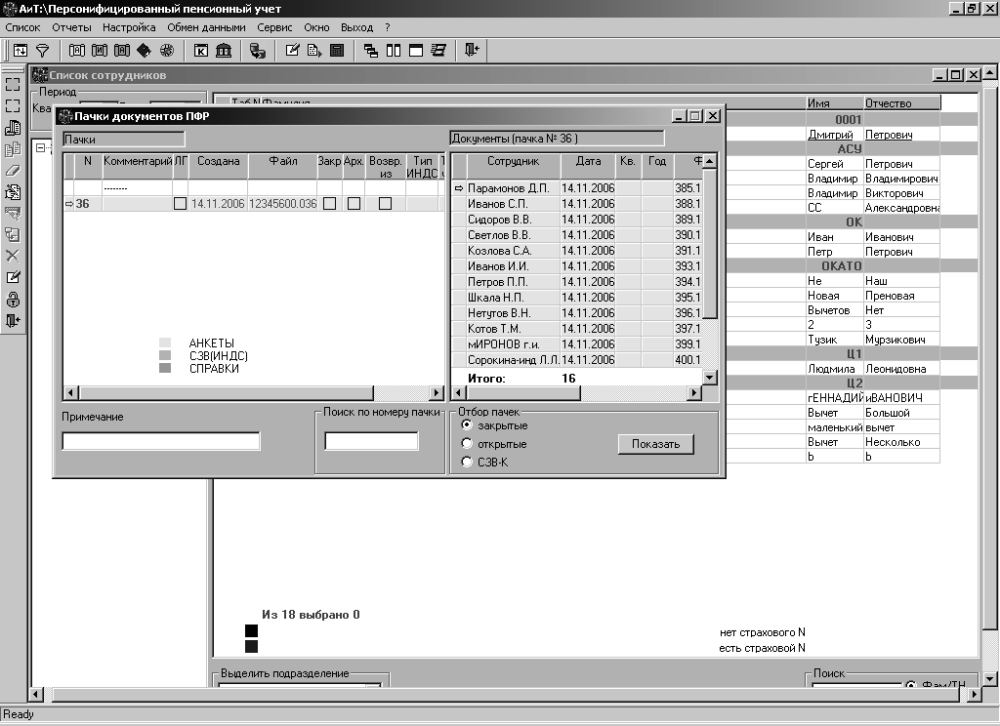 АиТ:\Персонифицированный пенсионный учет
Список Отчеты Настройка Обмен данными Сервис Окно Выход ?
Список сотрудников
Период
Ква
Таб.N Фамилия Имя Отчество
Пачки документов ПФР
Пачки
N Комментарий ЛГ Создана Файл Закр Арх. Возвр. из Тип ИНДС
--------
36 14.11.2006 12345600.036
АНКЕТЫ
СЗВ(ИНДС)
СПРАВКИ
Примечание
Поиск по номеру пачки
Документы (пачка № 36 )
Сотрудник Дата Кв. Год Ф
Парамонов Д.П. 14.11.2006 385.1
Иванов С.П. 14.11.2006 388.1
Сидоров В.В. 14.11.2006 389.1
Светлов В.В. 14.11.2006 390.1
Козлова С.А. 14.11.2006 391.1
Иванов И.И. 14.11.2006 393.1
Петров П.П. 14.11.2006 394.1
Шкала Н.П. 14.11.2006 395.1
Нетутов В.Н. 14.11.2006 396.1
Котов Т.М. 14.11.2006 397.1
мИРОНОВ г.и. 14.11.2006 399.1
Сорокина-инд Л.Л. 14.11.2006 400.1
Итого: 16
Отбор пачек
закрытые
открытые
СЗВ-К
Показать
0001
Дмитрий Петрович
АСУ
Сергей Петрович
Владимир Владимирович
Владимир Викторович
СС Александровна
ОК
Иван Иванович
Петр Петрович
ОКАТО
Не Наш
Новая Преновая
Вычетов Нет
2 3
Тузик Мурзикович
Ц1
Людмила Леонидовна
Ц2
гЕННАДИЙ иВАНОВИЧ
Вычет Большой
маленький вычет
Вычет Несколько
b b
Из 18 выбрано 0
нет страхового N
есть страховой N
Выделить подразделение
Поиск
Фам/ТН
Ready